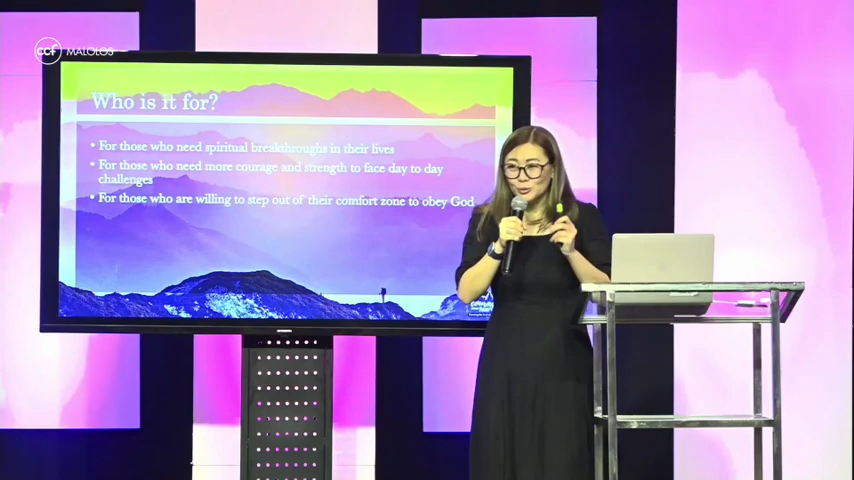 ccf MALOLOS
Who is it for?
• For those who need spiritual breakthroughs in their lives
• For those who need more courage and strength to face day to day
challenges
• For those who are willing to step out of their comfort zone to obey God